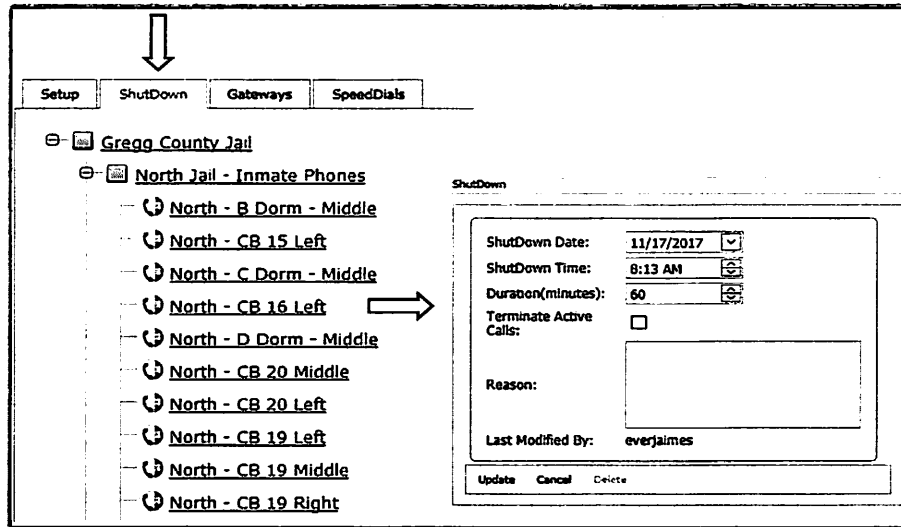 Setup ShutDown Gateways SpeedDials
Gregg County Jail
North Jail - Inmate Phones
North - B Dorm - Middle
North - CB 15 Left
North - C Dorm - Middle
North - CB 16 Left
North - D Dorm - Middle
North - CB 20 Middle
North - CB 20 Left
North - CB 19 Left
North - CB 19 Middle
North - CB 19 Right
ShutDown
ShutDown Date: 11/17/2017
ShutDown Time: 8:13 AM
Duration(minutes): 60
Terminate Active
Calls:
Reason:
Last Modified By: everjaimes
Update Cancel Delete